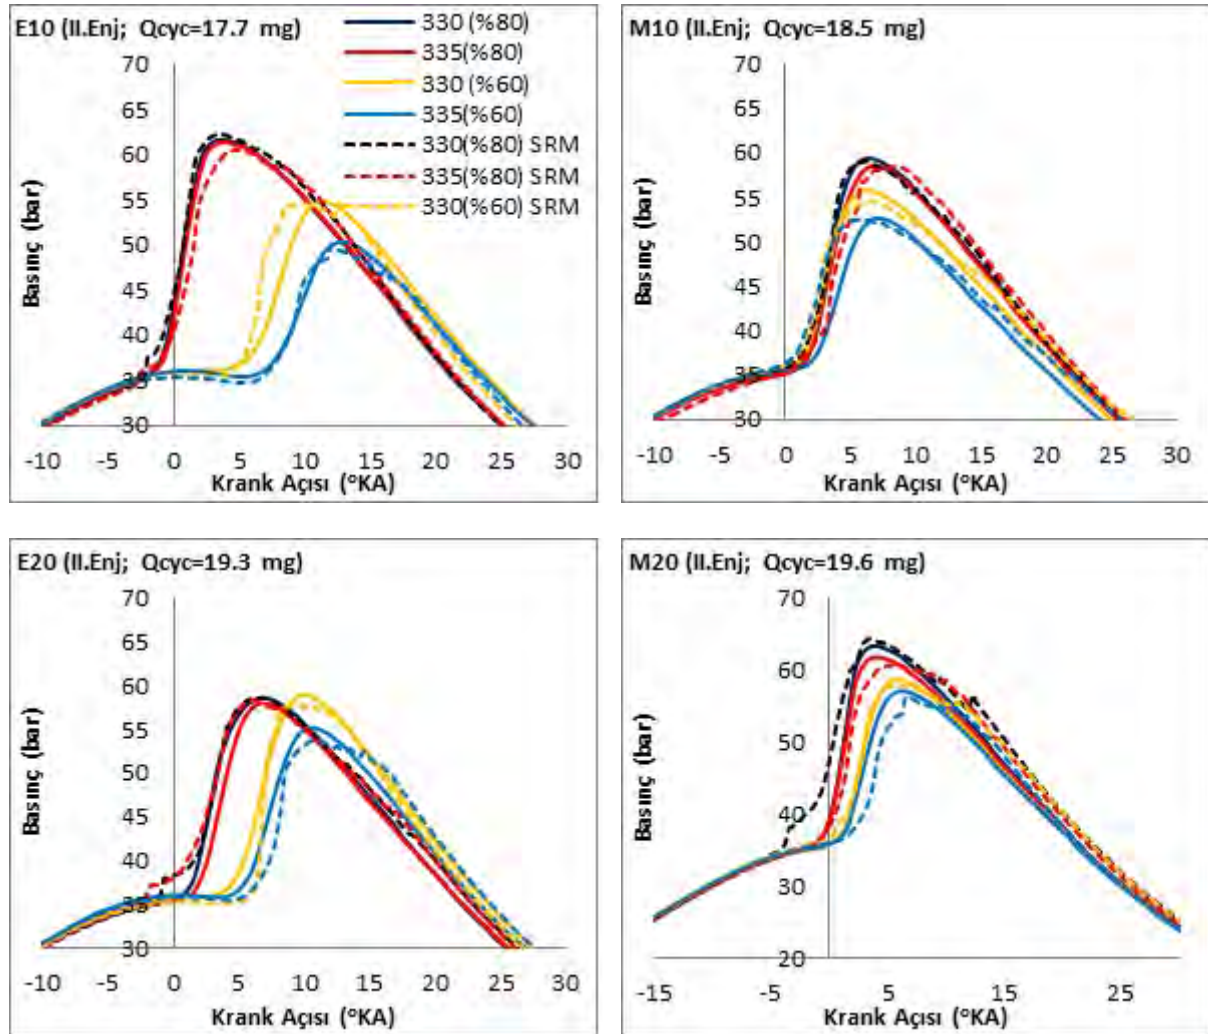 E10 (II.Enj; Qcyc=17.7 mg)
330 (%80)
335(%80)
330 (%60)
335(%60)
330(%80) SRM
335(%80) SRM
330(%60) SRM
70
65
60
55
50
45
40
35
30
Basınç (bar)
-10 -5 0 5 10 15 20 25 30
Krank Açısı (°KA)
M10 (II.Enj; Qcyc=18.5 mg)
70
65
60
55
50
45
40
35
30
Basınç (bar)
-10 -5 0 5 10 15 20 25 30
Krank Açısı (°KA)
E20 (II.Enj; Qcyc=19.3 mg)
70
65
60
55
50
45
40
35
30
Basınç (bar)
-10 -5 0 5 10 15 20 25 30
Krank Açısı (°KA)
M20 (II.Enj; Qcyc=19.6 mg)
70
60
50
40
30
20
Basınç (bar)
-15 -5 5 15 25
Krank Açısı (°KA)